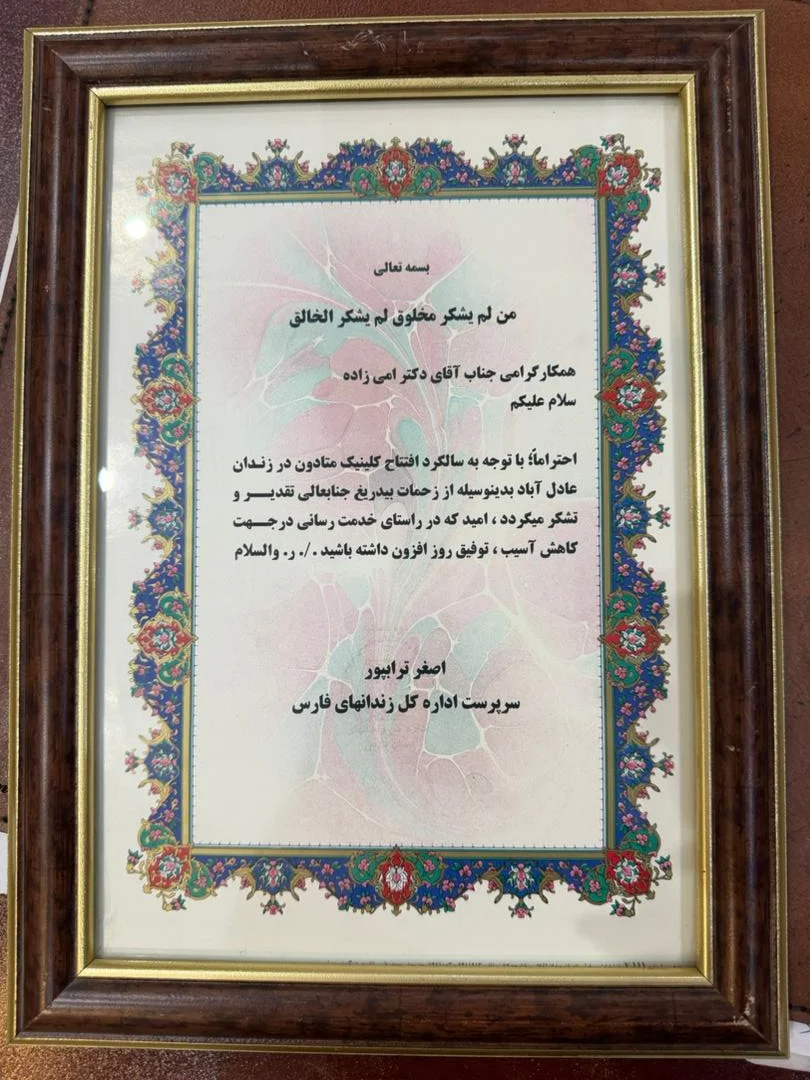 بسمه تعالی
من لم یشکر مخلوق لم یشکر الخالق
همکار گرامی جناب آقای دکتر امی زاده
سلام علیکم
احتراماً؛ با توجه به سالگرد افتتاح کلینیک متادون در زندان
عادل آباد بدینوسیله از زحمات بیدریغ جنابعالی تقدیر و
تشکر میگردد ، امید که در راستای خدمت رسانی درجهت
کاهش آسیب ، توفیق روز افزون داشته باشید ./. ر. والسلام
اصغر ترابپور
سرپرست اداره کل زندانهای فارس